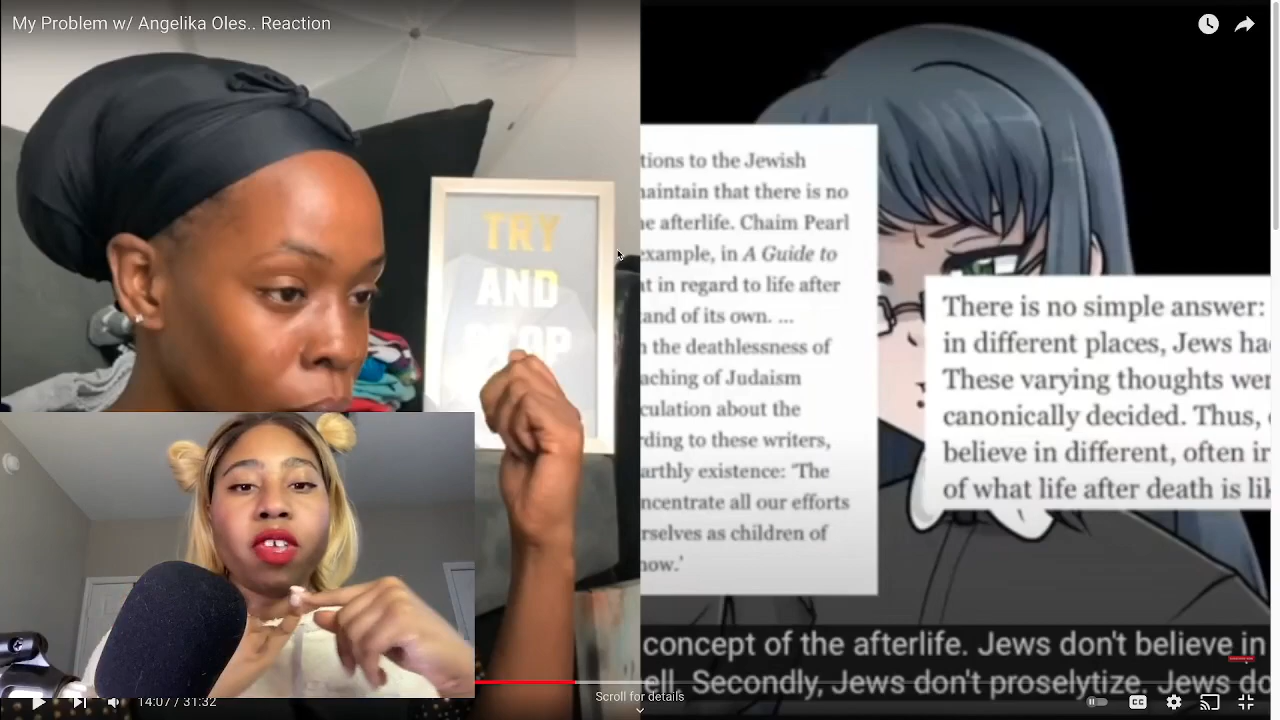 My Problem w/ Angelika Oles.. Reaction
TRY
AND
STOP
tions to the Jewish
aintain that there is no
e afterlife. Chaim Pearl
example, in A Guide to
t in regard to life after
and of its own. ...
the deathlessness of
aching of Judaism
culation about the
rding to these writers,
arthly existence: 'The
ncentrate all our efforts
rselves as children of
now.'
There is no simple answer:
in different places, Jews ha
These varying thoughts wer
canonically decided. Thus,
believe in different, often ir
of what life after death is lik
concept of the afterlife. Jews don't believe in
ell. Secondly, Jews don't proselytize. Jews do
14:07 / 31:32
Scroll for details
CC